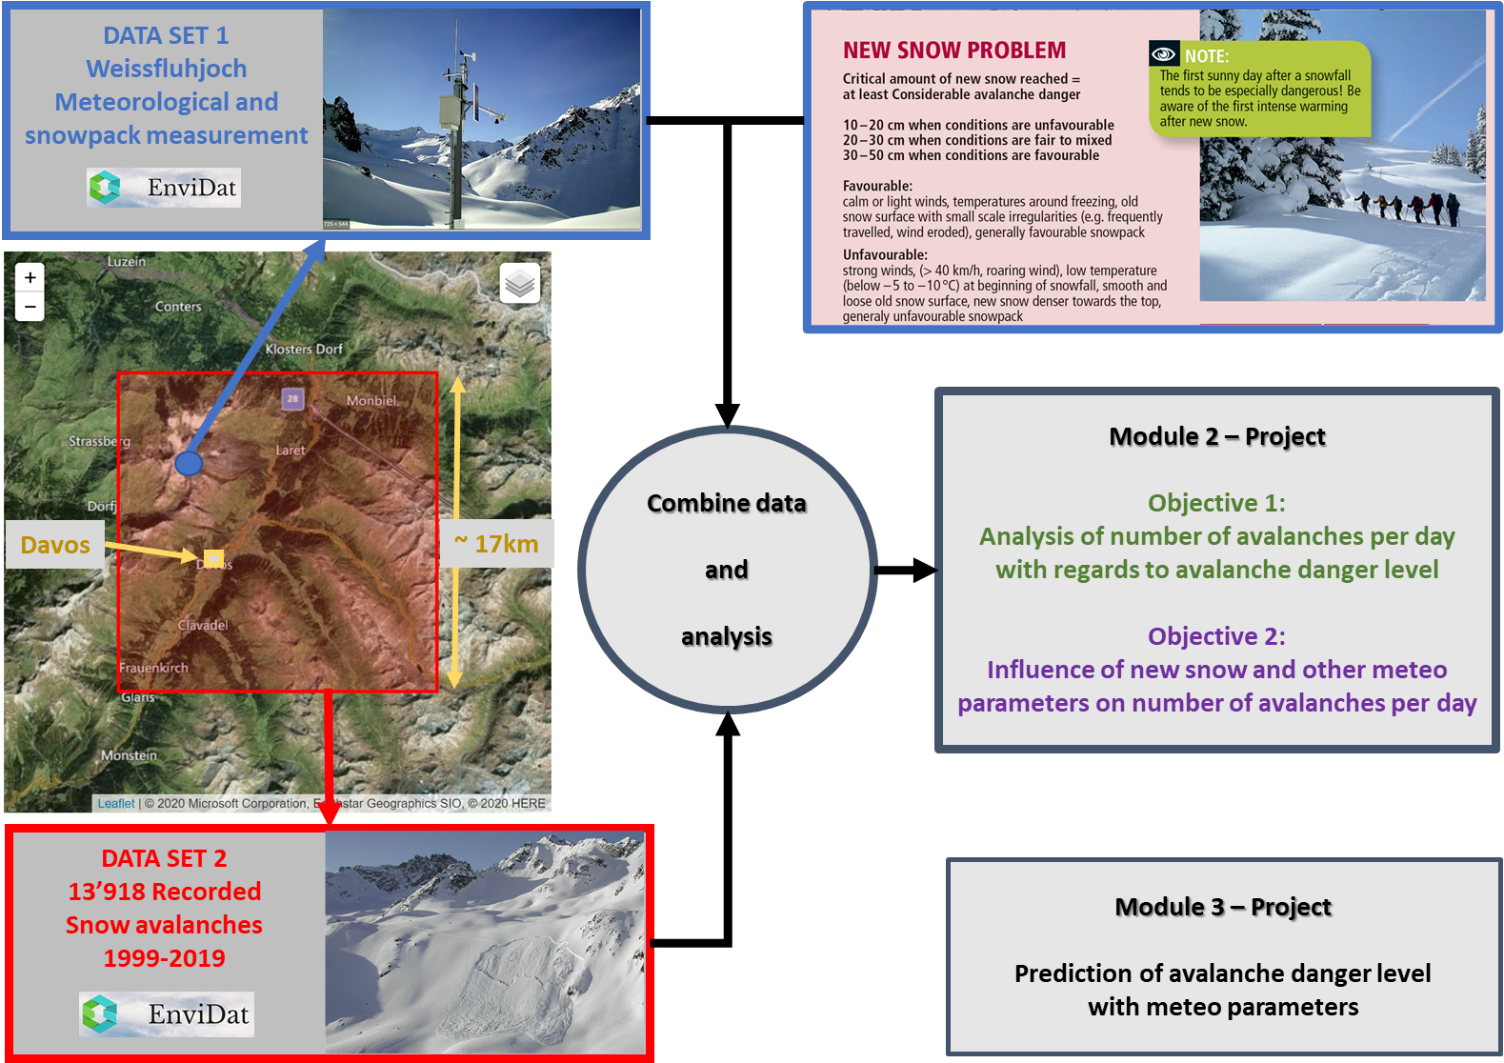 DATA SET 1
Weissfluhjoch
Meteorological and
snowpack measurement
EnviDat
NEW SNOW PROBLEM
Critical amount of new snow reached =
at least Considerable avalanche danger
10–20 cm when conditions are unfavourable
20–30 cm when conditions are fair to mixed
30–50 cm when conditions are favourable
Favourable:
calm or light winds, temperatures around freezing, old
snow surface with small scale irregularities (e.g. frequently
travelled, wind eroded), generally favourable snowpack
Unfavourable:
strong winds, (> 40 km/h, roaring wind), low temperature
(below –5 to –10 °C) at beginning of snowfall, smooth and
loose old snow surface, new snow denser towards the top,
generaly unfavourable snowpack
NOTE:
The first sunny day after a snowfall
tends to be especially dangerous! Be
aware of the first intense warming
after new snow.
+
−
Luzein
Conters
Klosters Dorf
28
Monbiel
Strassberg
Laret
Dörfji
Davos
~ 17km
Davos
Clavadel
Frauenkirch
Glaris
Monstein
Leaflet | © 2020 Microsoft Corporation, Earthstar Geographics SIO, © 2020 HERE
Combine data
and
analysis
Module 2 – Project
Objective 1:
Analysis of number of avalanches per day
with regards to avalanche danger level
Objective 2:
Influence of new snow and other meteo
parameters on number of avalanches per day
DATA SET 2
13’918 Recorded
Snow avalanches
1999-2019
EnviDat
Module 3 – Project
Prediction of avalanche danger level
with meteo parameters